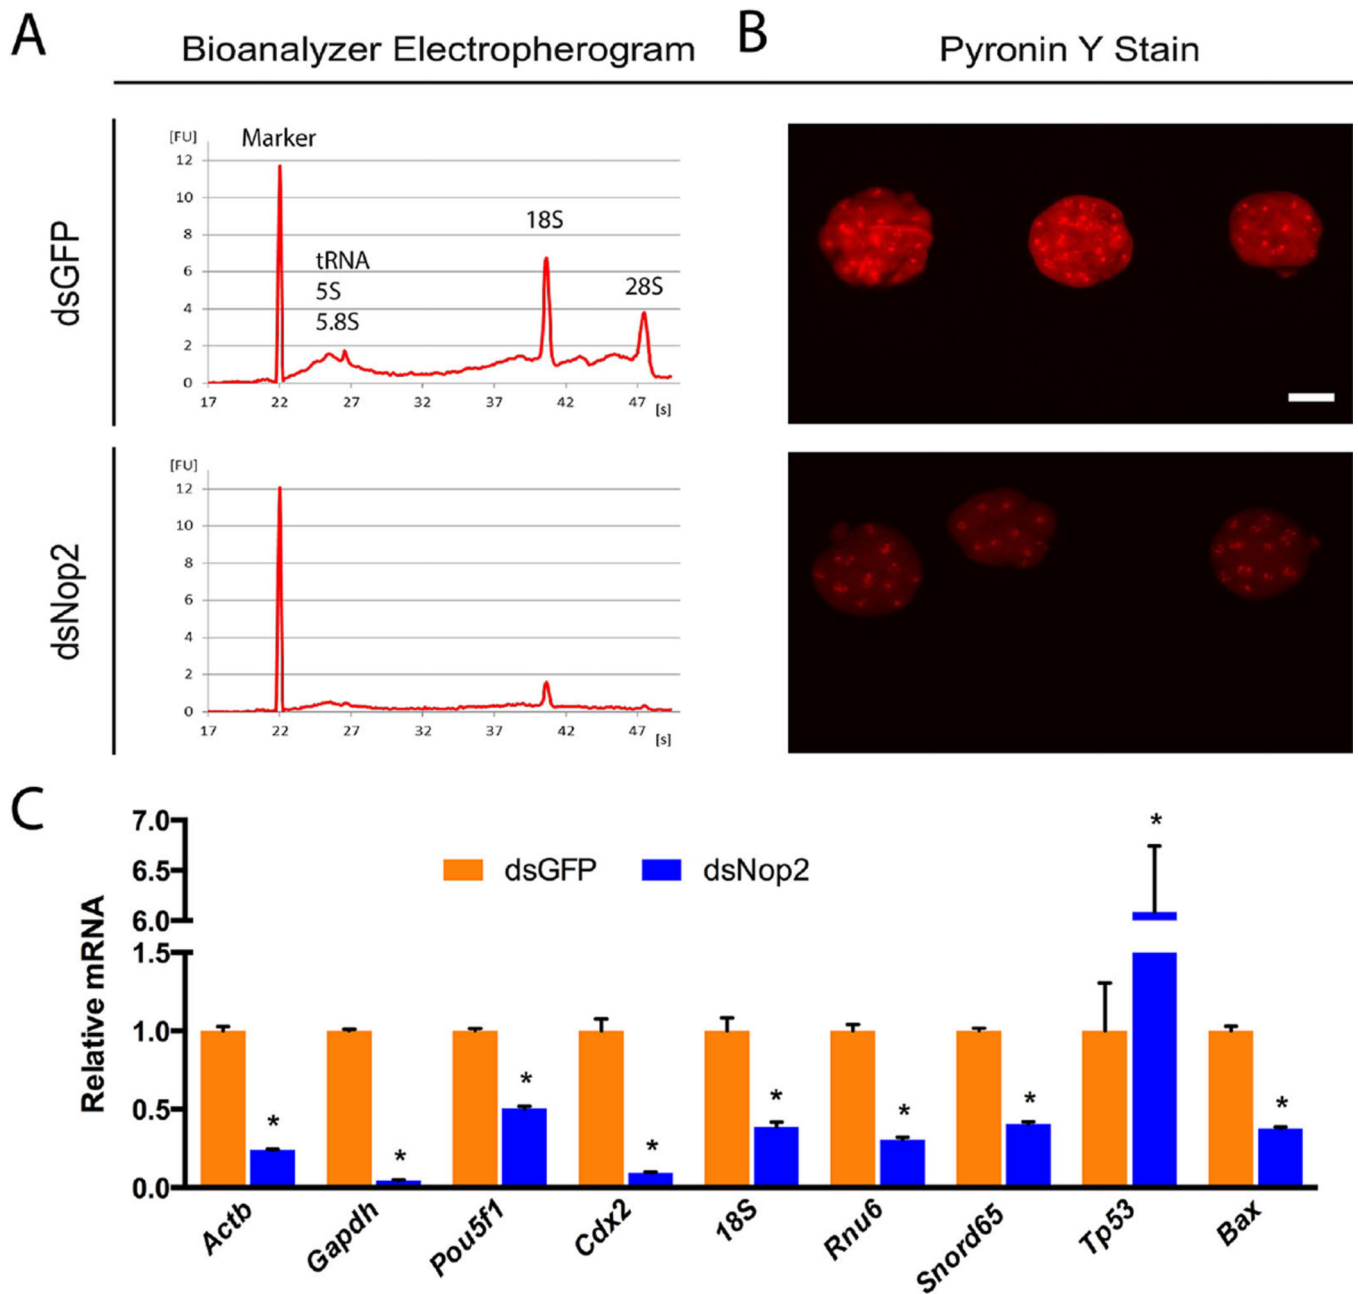 A
Bioanalyzer Electropherogram
B
Pyronin Y Stain
dsGFP
[FU]
Marker
12
10
8
6
4
2
0
tRNA
5S
5.8S
18S
28S
17 22 27 32 37 42 47 [s]
dsNop2
[FU]
12
10
8
6
4
2
0
17 22 27 32 37 42 47 [s]
C
Relative mRNA
7.0
6.5
6.0
1.5
1.0
0.5
0.0
dsGFP dsNop2
* * * * * * * * *
Actb Gapdh Pou5f1 Cdx2 18S Rnu6 Snord65 Tp53 Bax